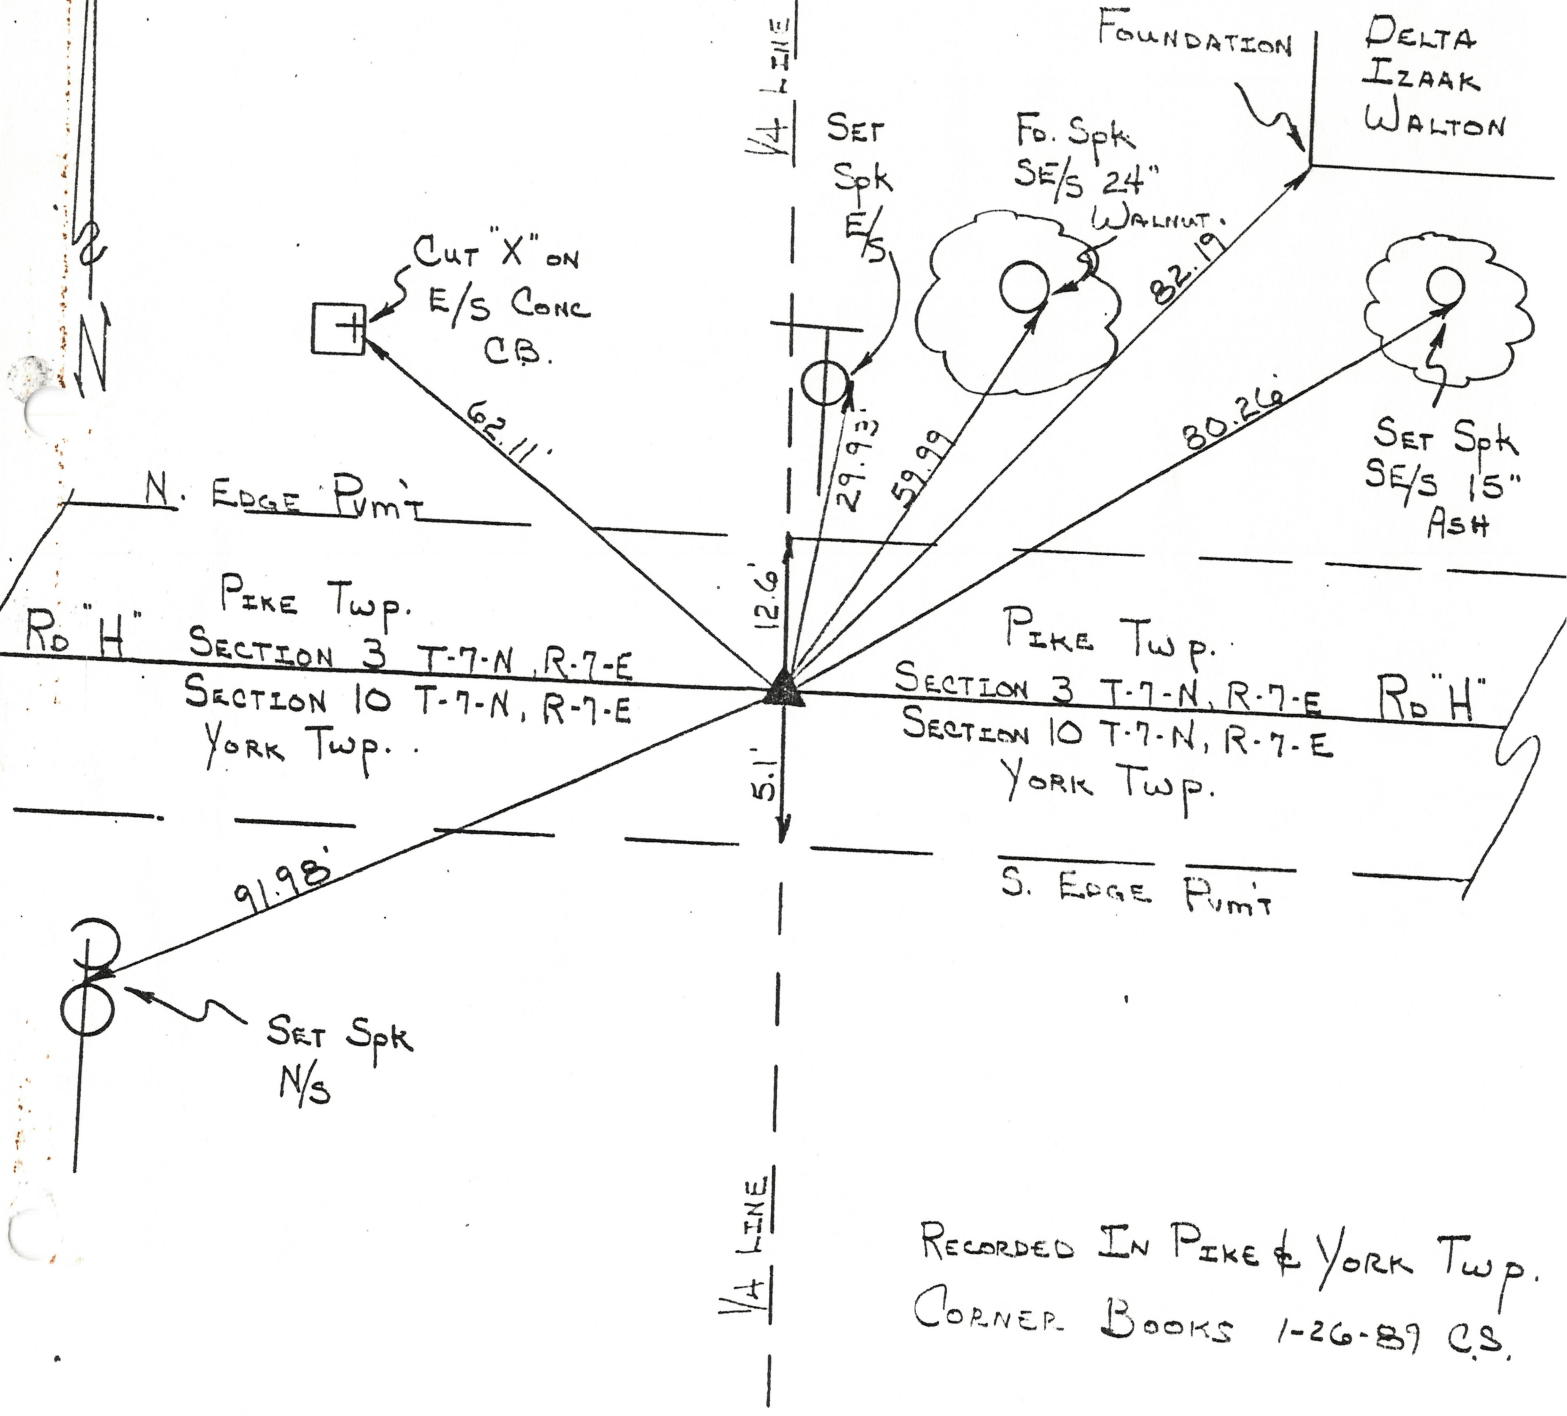 1/4 LINE
FOUNDATION
DELTA
IZAAK
WALTON
SET
Spk
E/S
FD. Spk
SE/S 24"
WALNUT.
CUT "X" ON
E/S CONC
CB.
N
62.11'
29.93'
59.99
82.19
80.26'
SET Spk
SE/S 15"
ASH
N. EDGE PVM'T
12.6'
PIKE TWP.
RD "H"
SECTION 3 T-7-N, R-7-E
SECTION 10 T-7-N, R-7-E
YORK TWP.
PIKE TWP.
SECTION 3 T-7-N, R-7-E
RD "H"
SECTION 10 T-7-N, R-7-E
YORK TWP.
5.1'
S. EDGE PVM'T
91.98'
SET Spk
N/S
1/4 LINE
RECORDED IN PIKE & YORK TWP.
CORNER BOOKS 1-26-89 C.S.